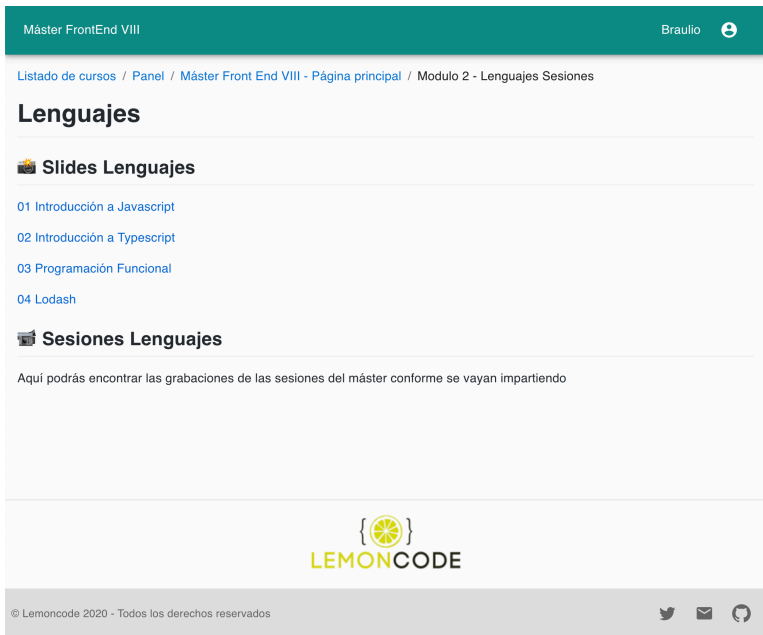 Máster FrontEnd VIII
Braulio
Listado de cursos / Panel / Máster Front End VIII - Página principal / Modulo 2 - Lenguajes Sesiones
Lenguajes
Slides Lenguajes
01 Introducción a Javascript
02 Introducción a Typescript
03 Programación Funcional
04 Lodash
Sesiones Lenguajes
Aquí podrás encontrar las grabaciones de las sesiones del máster conforme se vayan impartiendo
LEMONCODE
© Lemoncode 2020 - Todos los derechos reservados